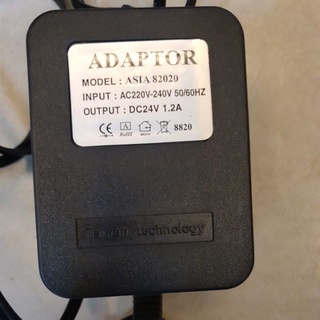 ADAPTOR
MODEL : ASIA 82020
INPUT : AC220V-240V 50/60HZ
OUTPUT : DC24V 1.2A
CE RoHS 8820
technology